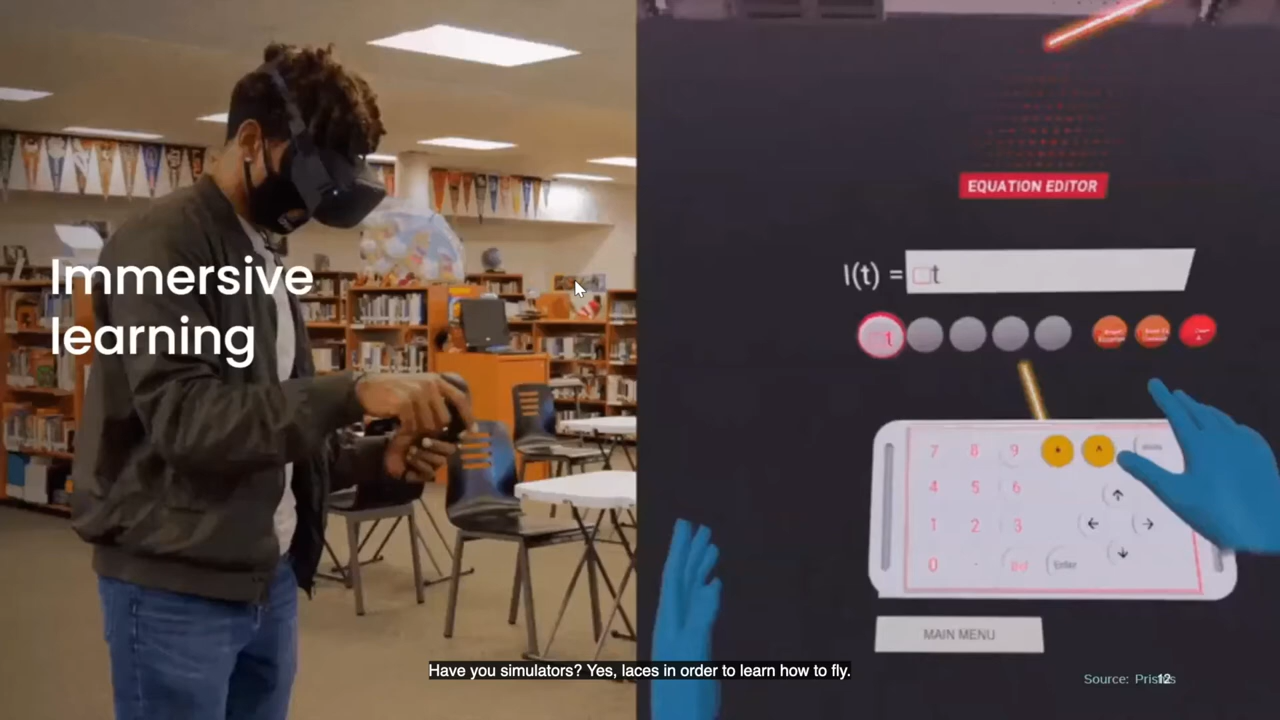 Immersive
learning
EQUATION EDITOR
I(t) = □t
t
7 8 9 * ^
4 5 6 ↑
1 2 3 ← →
0 . Enter ↓
MAIN MENU
Have you simulators? Yes, laces in order to learn how to fly.
Source:
12